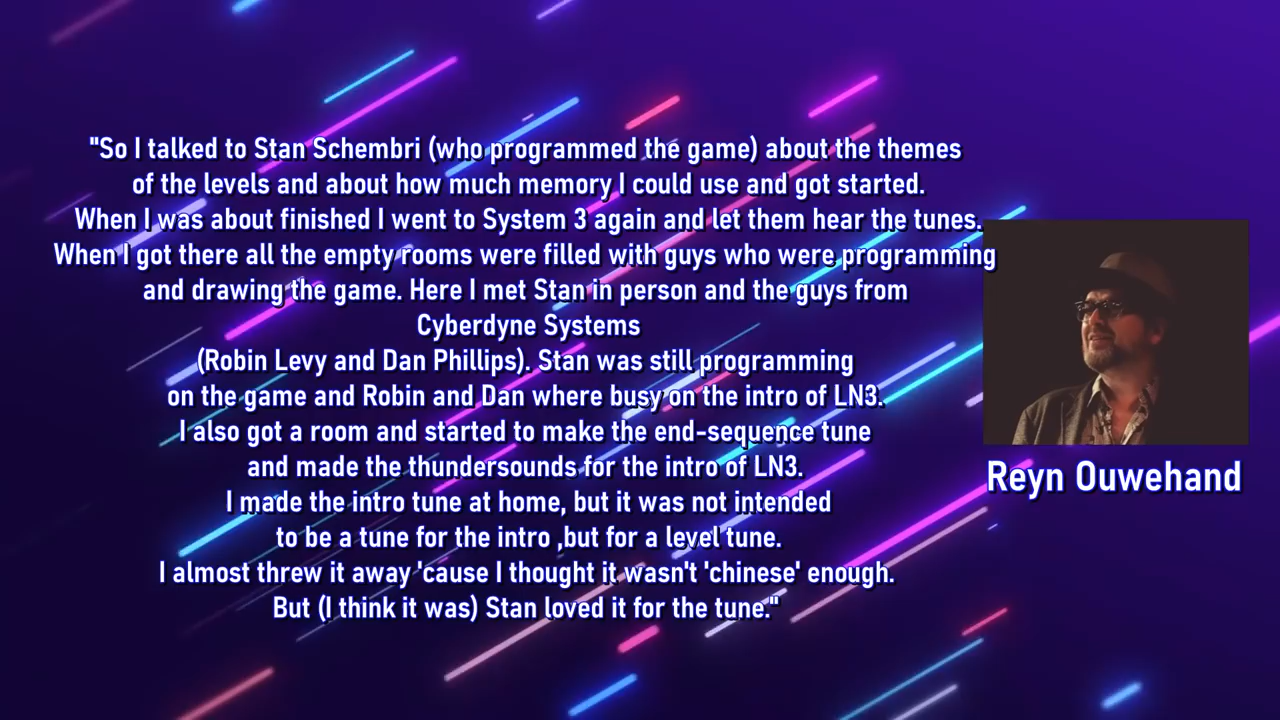 "So I talked to Stan Schembri (who programmed the game) about the themes
of the levels and about how much memory I could use and got started.
When I was about finished I went to System 3 again and let them hear the tunes.
When I got there all the empty rooms were filled with guys who were programming
and drawing the game. Here I met Stan in person and the guys from
Cyberdyne Systems
(Robin Levy and Dan Phillips). Stan was still programming
on the game and Robin and Dan where busy on the intro of LN3.
I also got a room and started to make the end-sequence tune
and made the thundersounds for the intro of LN3.
I made the intro tune at home, but it was not intended
to be a tune for the intro ,but for a level tune.
I almost threw it away 'cause I thought it wasn't 'chinese' enough.
But (I think it was) Stan loved it for the tune."
Reyn Ouwehand